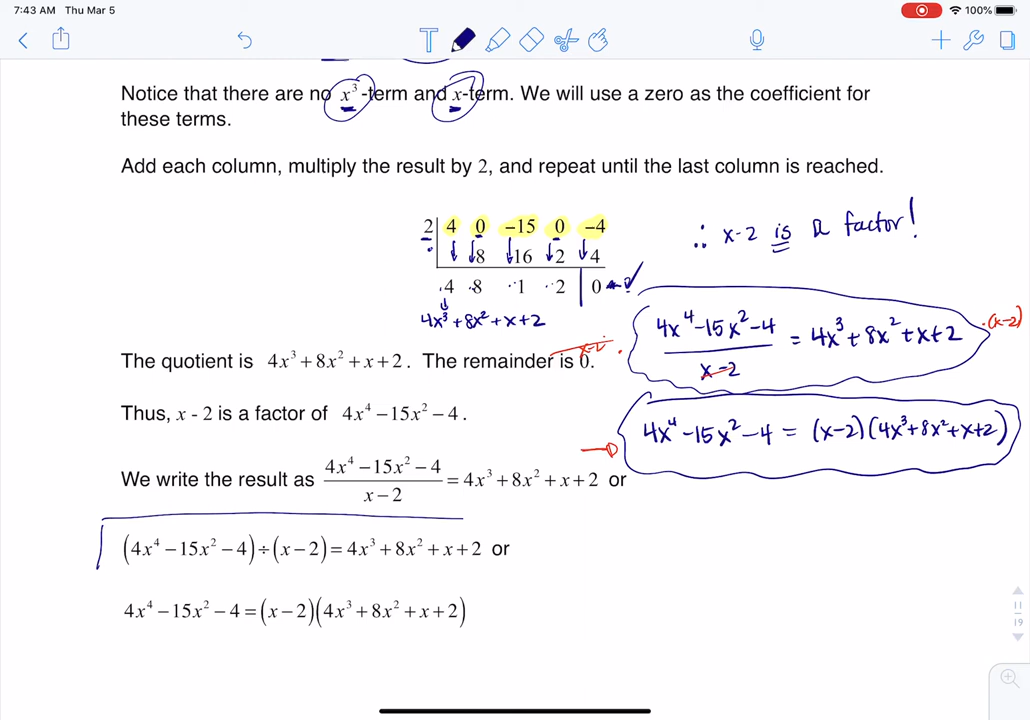 7:43 AM Thu Mar 5
100%
Notice that there are no x³-term and x-term. We will use a zero as the coefficient for
these terms.
Add each column, multiply the result by 2, and repeat until the last column is reached.
2 4 0 -15 0 -4
8 16 2 4
4 8 1 2 0
4x³+8x²+x+2
∴ x-2 is a factor!
(4x⁴-15x²-4)/(x-2) = 4x³+8x²+x+2 ·(x-2)
The quotient is 4x³+8x²+x+2. The remainder is 0.
Thus, x - 2 is a factor of 4x⁴-15x²-4.
4x⁴-15x²-4 = (x-2)(4x³+8x²+x+2)
We write the result as (4x⁴-15x²-4)/(x-2) = 4x³+8x²+x+2 or
(4x⁴-15x²-4)÷(x-2)=4x³+8x²+x+2 or
4x⁴-15x²-4=(x-2)(4x³+8x²+x+2)
11
19